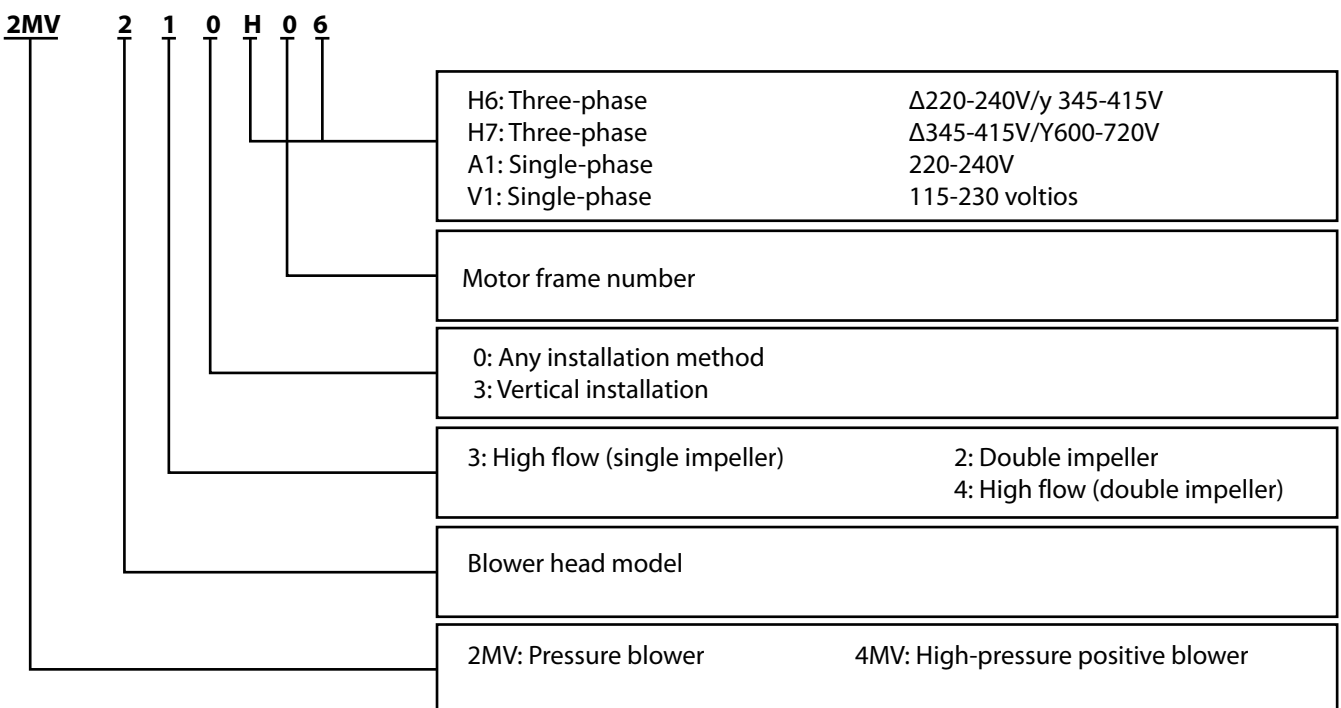 2MV 2 1 0 H 0 6
H6: Three-phase Δ220-240V/y 345-415V
H7: Three-phase Δ345-415V/Y600-720V
A1: Single-phase 220-240V
V1: Single-phase 115-230 voltios
Motor frame number
0: Any installation method
3: Vertical installation
3: High flow (single impeller) 2: Double impeller
4: High flow (double impeller)
Blower head model
2MV: Pressure blower 4MV: High-pressure positive blower